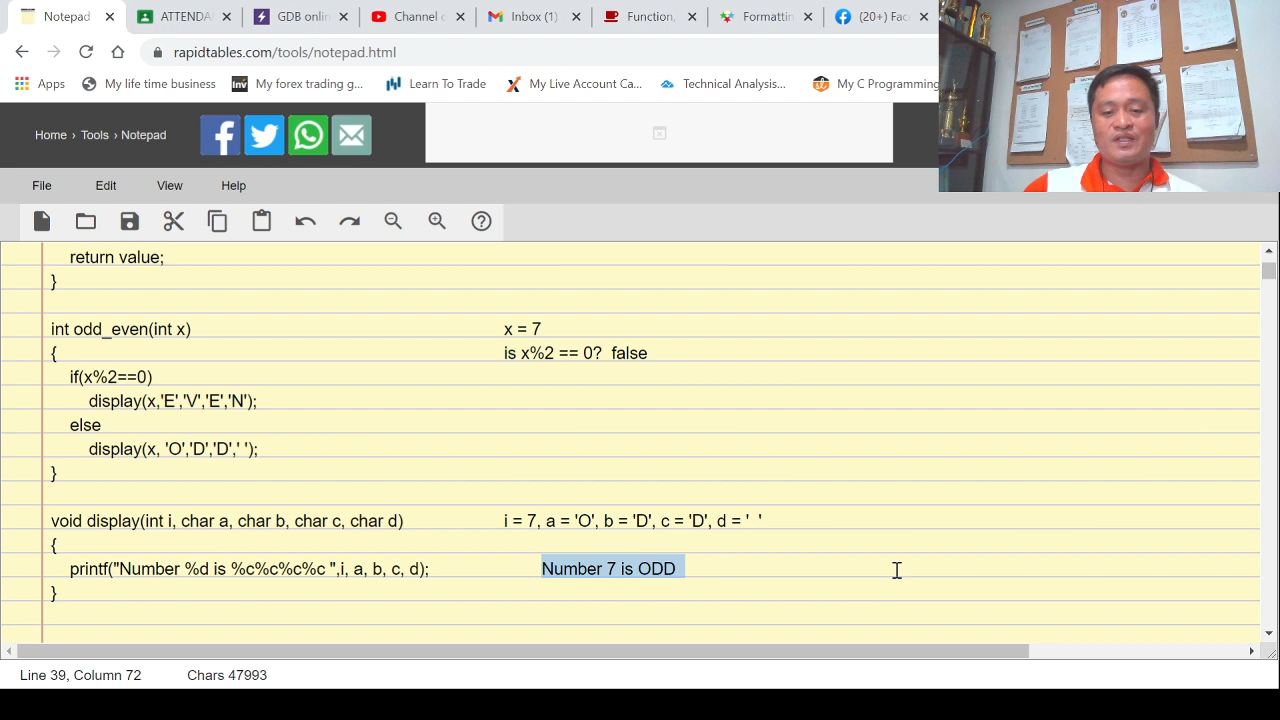 Notepad
ATTENDA
GDB onlin
Channel c
Inbox (1)
Function,
Formattin
(20+) Fac
rapidtables.com/tools/notepad.html
Apps
My life time business
My forex trading g...
Learn To Trade
My Live Account Ca...
Technical Analysis...
My C Programming
Home › Tools › Notepad
File Edit View Help
return value;
}
int odd_even(int x) x = 7
{ is x%2 == 0?  false
if(x%2==0)
display(x,'E','V','E','N');
else
display(x, 'O','D','D',' ');
}
void display(int i, char a, char b, char c, char d) i = 7, a = 'O', b = 'D', c = 'D', d = '  '
{
printf("Number %d is %c%c%c%c ",i, a, b, c, d); Number 7 is ODD
}
Line 39, Column 72 Chars 47993